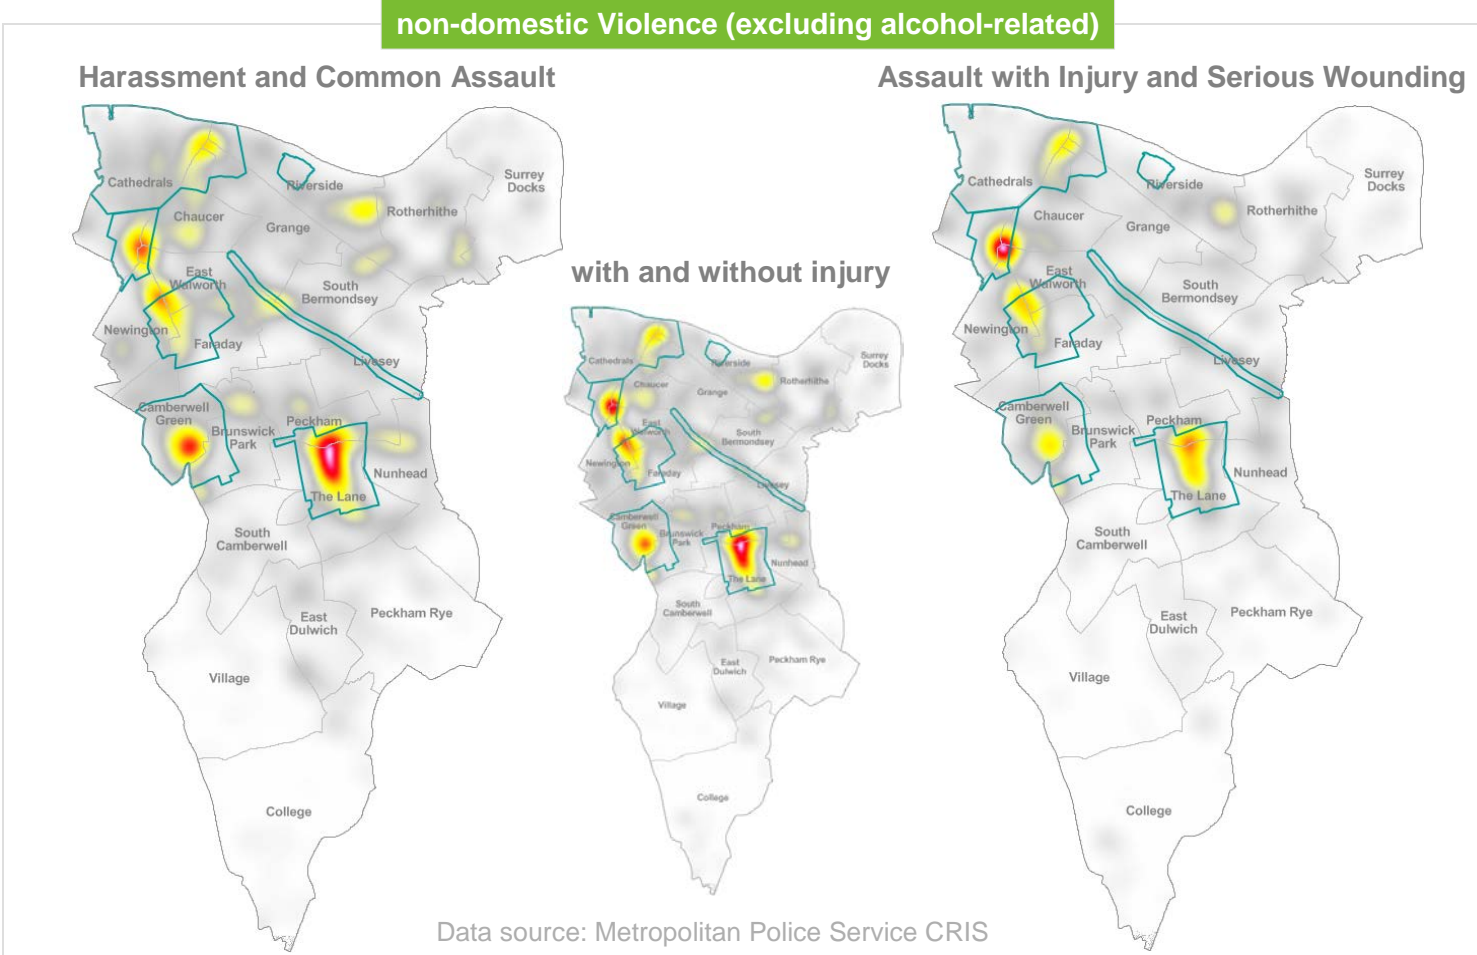 non-domestic Violence (excluding alcohol-related)
Harassment and Common Assault
Cathedrals
Riverside
Surrey
Docks
Chaucer
Rotherhithe
Grange
East
Walworth
South
Bermondsey
Newington
Faraday
Livesey
Camberwell
Green
Brunswick
Park
Peckham
Nunhead
The Lane
South
Camberwell
East
Dulwich
Peckham Rye
Village
College
with and without injury
Cathedrals
Riverside
Surrey
Docks
Chaucer
Rotherhithe
Grange
East
Walworth
South
Bermondsey
Newington
Faraday
Livesey
Camberwell
Green
Brunswick
Park
Peckham
Nunhead
The Lane
South
Camberwell
East
Dulwich
Peckham Rye
Village
College
Assault with Injury and Serious Wounding
Cathedrals
Riverside
Surrey
Docks
Chaucer
Rotherhithe
Grange
East
Walworth
South
Bermondsey
Newington
Faraday
Livesey
Camberwell
Green
Brunswick
Park
Peckham
Nunhead
The Lane
South
Camberwell
East
Dulwich
Peckham Rye
Village
College
Data source: Metropolitan Police Service CRIS